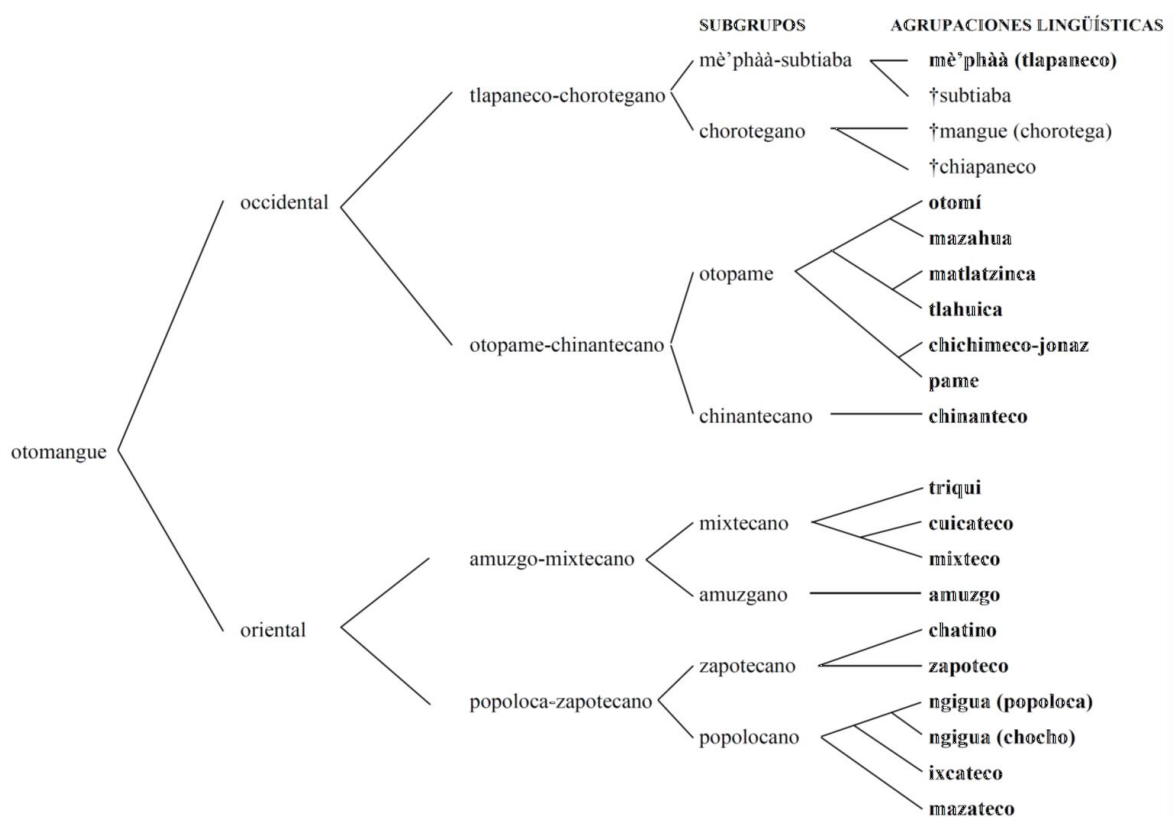 SUBGRUPOS AGRUPACIONES LINGÜÍSTICAS
mè’phàà-subtiaba mè’phàà (tlapaneco)
tlapaneco-chorotegano †subtiaba
chorotegano †mangue (chorotega)
†chiapaneco
occidental otomí
mazahua
otopame matlatzinca
tlahuica
otopame-chinantecano chichimeco-jonaz
pame
chinantecano chinanteco
otomangue
triqui
mixtecano cuicateco
amuzgo-mixtecano mixteco
amuzgano amuzgo
oriental chatino
zapotecano zapoteco
popoloca-zapotecano ngigua (popoloca)
popolocano ngigua (chocho)
ixcateco
mazateco